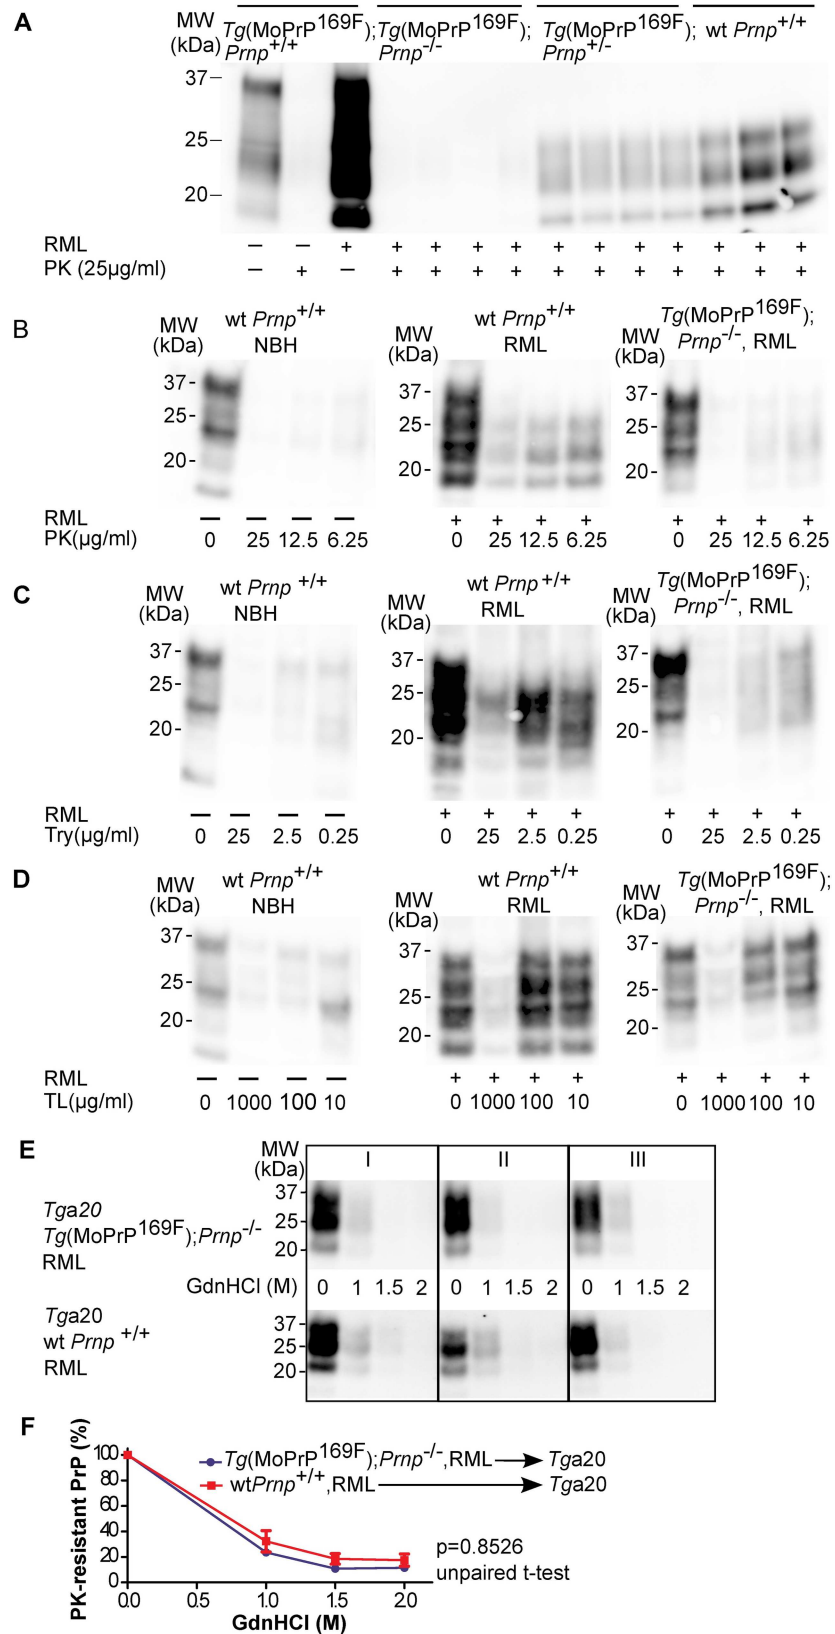 A
MW
(kDa)
Tg(MoPrP169F);
Prnp+/+
Tg(MoPrP169F);
Prnp-/-
Tg(MoPrP169F);
Prnp+/-
wt Prnp+/+
37
25
20
RML − − + + + + + + + + + + + +
PK (25µg/ml) − + − + + + + + + + + + + +
B
MW
(kDa)
wt Prnp+/+
NBH
37-
25-
20-
MW
(kDa)
wt Prnp+/+
RML
37-
25-
20-
MW
(kDa)
Tg(MoPrP169F);
Prnp-/-, RML
37-
25-
20-
RML − − − − + + + + + + + +
PK(µg/ml) 0 25 12.5 6.25 0 25 12.5 6.25 0 25 12.5 6.25
C
MW
(kDa)
wt Prnp +/+
NBH
37-
25-
20-
MW
(kDa)
wt Prnp +/+
RML
37-
25-
20-
MW
(kDa)
Tg(MoPrP169F);
Prnp-/-, RML
37-
25-
20-
RML − − − − + + + + + + + +
Try(µg/ml) 0 25 2.5 0.25 0 25 2.5 0.25 0 25 2.5 0.25
D
MW
(kDa)
wt Prnp+/+
NBH
37-
25-
20-
MW
(kDa)
wt Prnp+/+
RML
37-
25-
20-
MW
(kDa)
Tg(MoPrP169F);
Prnp-/-, RML
37-
25-
20-
RML − − − − + + + + + + + +
TL(µg/ml) 0 1000 100 10 0 1000 100 10 0 1000 100 10
E
MW
(kDa)
I II III
Tga20
Tg(MoPrP169F);Prnp-/-
RML
37-
25-
20-
GdnHCl (M) 0 1 1.5 2 0 1 1.5 2 0 1 1.5 2
Tga20
wt Prnp +/+
RML
37-
25-
20-
F
PK-resistant PrP (%)
100
80
60
40
20
0
Tg(MoPrP169F);Prnp-/-,RML → Tga20
wtPrnp+/+,RML → Tga20
p=0.8526
unpaired t-test
0.0 0.5 1.0 1.5 2.0
GdnHCl (M)